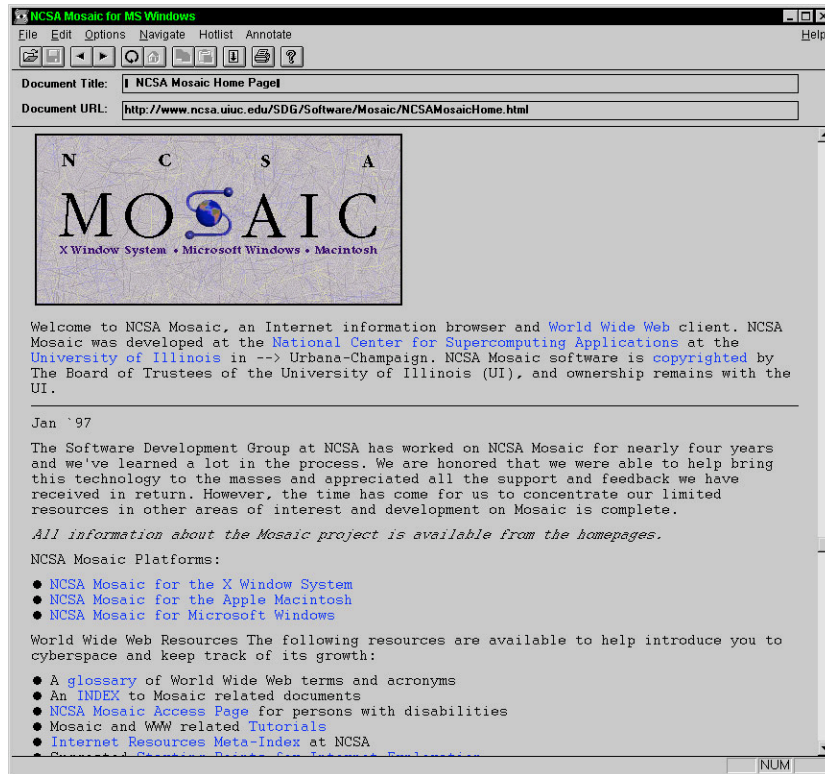 NCSA Mosaic for MS Windows
File Edit Options Navigate Hotlist Annotate Help
Document Title: NCSA Mosaic Home Page
Document URL: http://www.ncsa.uiuc.edu/SDG/Software/Mosaic/NCSAMosaicHome.html
N C S A
MOSAIC
X Window System • Microsoft Windows • Macintosh
Welcome to NCSA Mosaic, an Internet information browser and World Wide Web client. NCSA
Mosaic was developed at the National Center for Supercomputing Applications at the
University of Illinois in --> Urbana-Champaign. NCSA Mosaic software is copyrighted by
The Board of Trustees of the University of Illinois (UI), and ownership remains with the
UI.
Jan `97
The Software Development Group at NCSA has worked on NCSA Mosaic for nearly four years
and we've learned a lot in the process. We are honored that we were able to help bring
this technology to the masses and appreciated all the support and feedback we have
received in return. However, the time has come for us to concentrate our limited
resources in other areas of interest and development on Mosaic is complete.
All information about the Mosaic project is available from the homepages.
NCSA Mosaic Platforms:
● NCSA Mosaic for the X Window System
● NCSA Mosaic for the Apple Macintosh
● NCSA Mosaic for Microsoft Windows
World Wide Web Resources The following resources are available to help introduce you to
cyberspace and keep track of its growth:
● A glossary of World Wide Web terms and acronyms
● An INDEX to Mosaic related documents
● NCSA Mosaic Access Page for persons with disabilities
● Mosaic and WWW related Tutorials
● Internet Resources Meta-Index at NCSA
● Suggested Starting Points for Internet Exploration
NUM